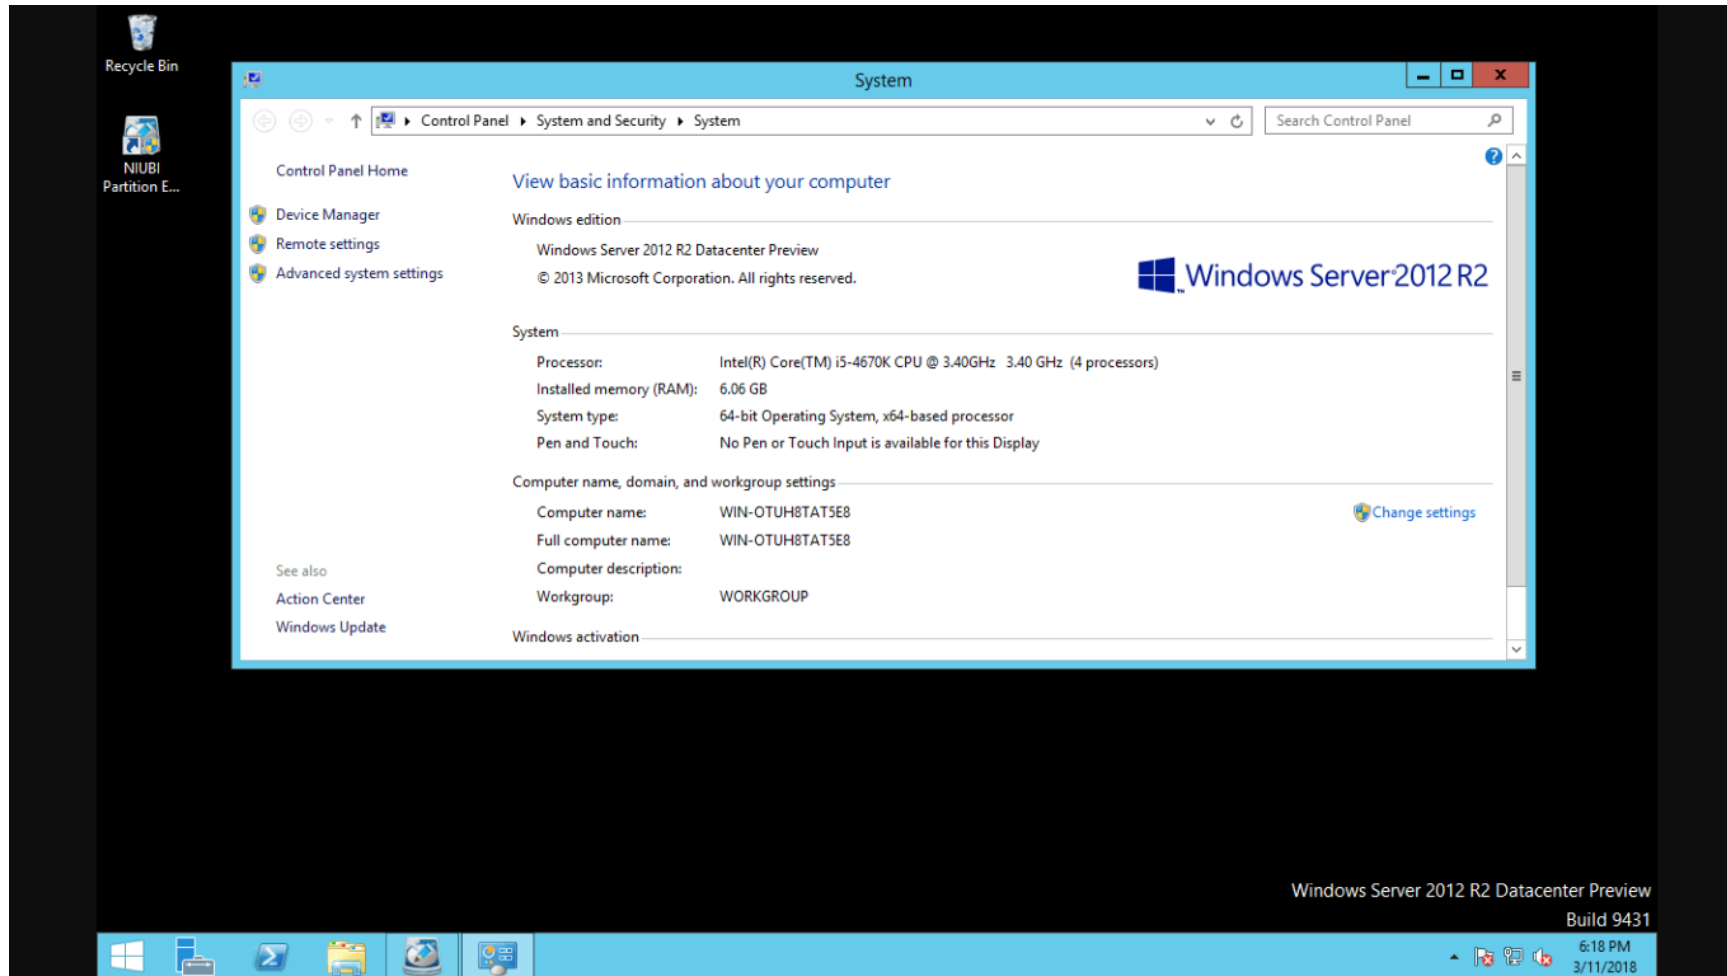 Recycle Bin
NIUBI
Partition E...
System
Control Panel System and Security System
Search Control Panel
Control Panel Home
Device Manager
Remote settings
Advanced system settings
See also
Action Center
Windows Update
View basic information about your computer
Windows edition
Windows Server 2012 R2 Datacenter Preview
© 2013 Microsoft Corporation. All rights reserved.
Windows Server 2012 R2
System
Processor: Intel(R) Core(TM) i5-4670K CPU @ 3.40GHz 3.40 GHz (4 processors)
Installed memory (RAM): 6.06 GB
System type: 64-bit Operating System, x64-based processor
Pen and Touch: No Pen or Touch Input is available for this Display
Computer name, domain, and workgroup settings
Computer name: WIN-OTUH8TAT5E8
Change settings
Full computer name: WIN-OTUH8TAT5E8
Computer description:
Workgroup: WORKGROUP
Windows activation
Windows Server 2012 R2 Datacenter Preview
Build 9431
6:18 PM
3/11/2018